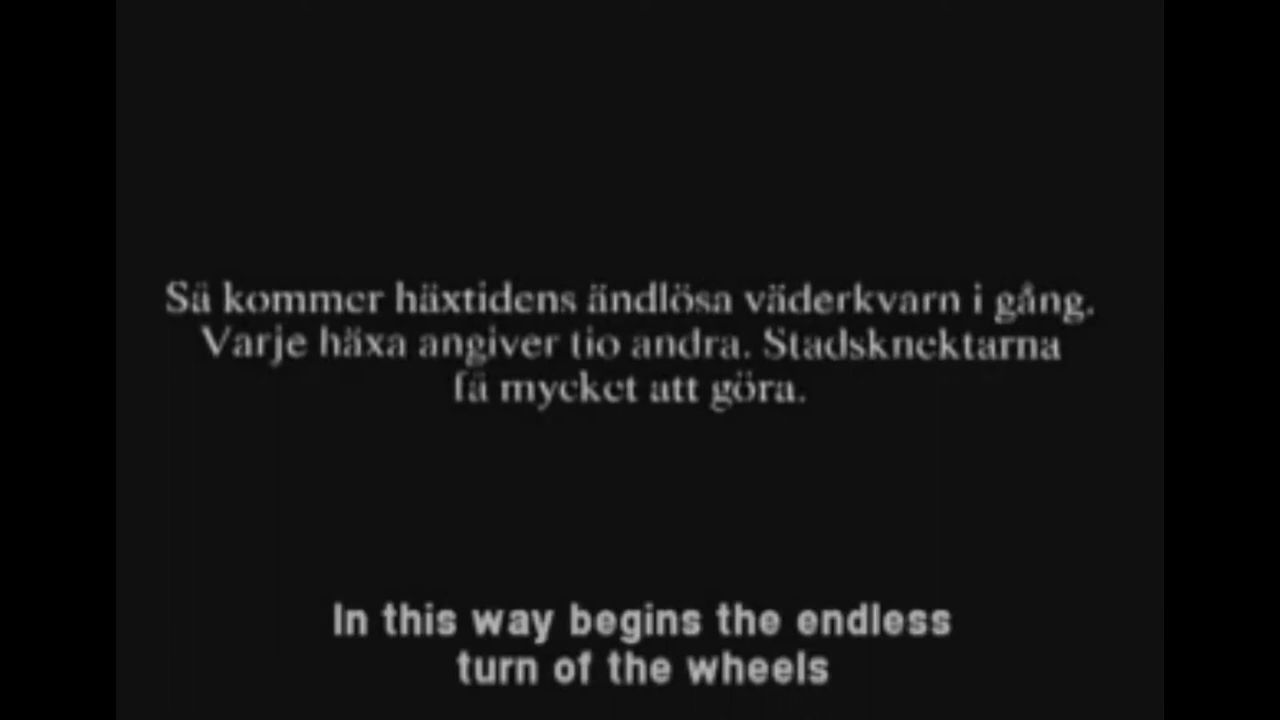 Så kommer häxtidens ändlösa väderkvarn i gång.
Varje häxa angiver tio andra. Stadsknektarna
få mycket att göra.
In this way begins the endless
turn of the wheels